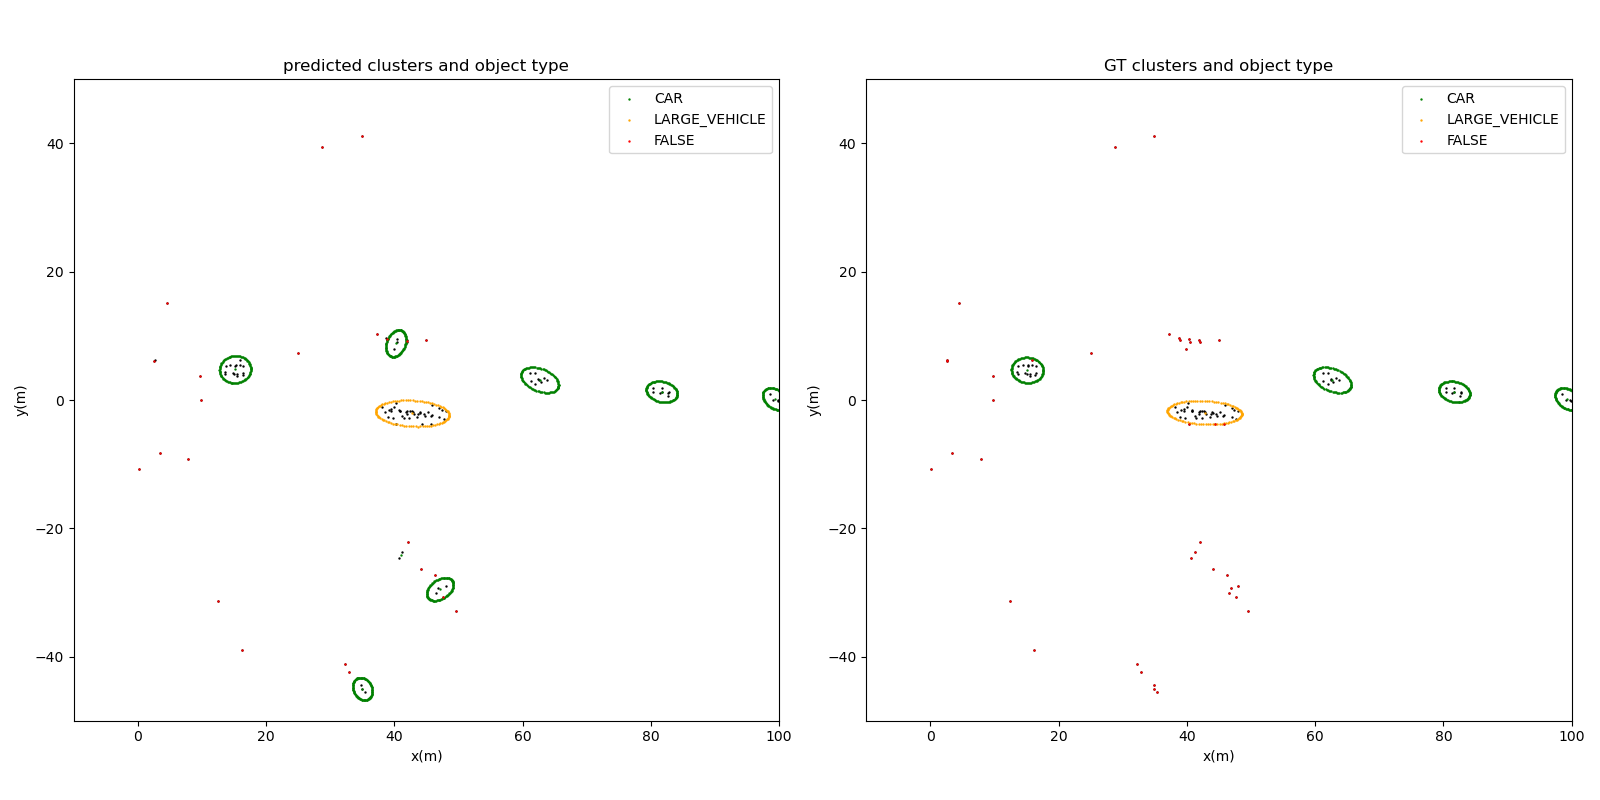 predicted clusters and object type
CAR
LARGE_VEHICLE
FALSE
40
20
0
−20
−40
y(m)
0 20 40 60 80 100
x(m)
GT clusters and object type
CAR
LARGE_VEHICLE
FALSE
40
20
0
−20
−40
y(m)
0 20 40 60 80 100
x(m)